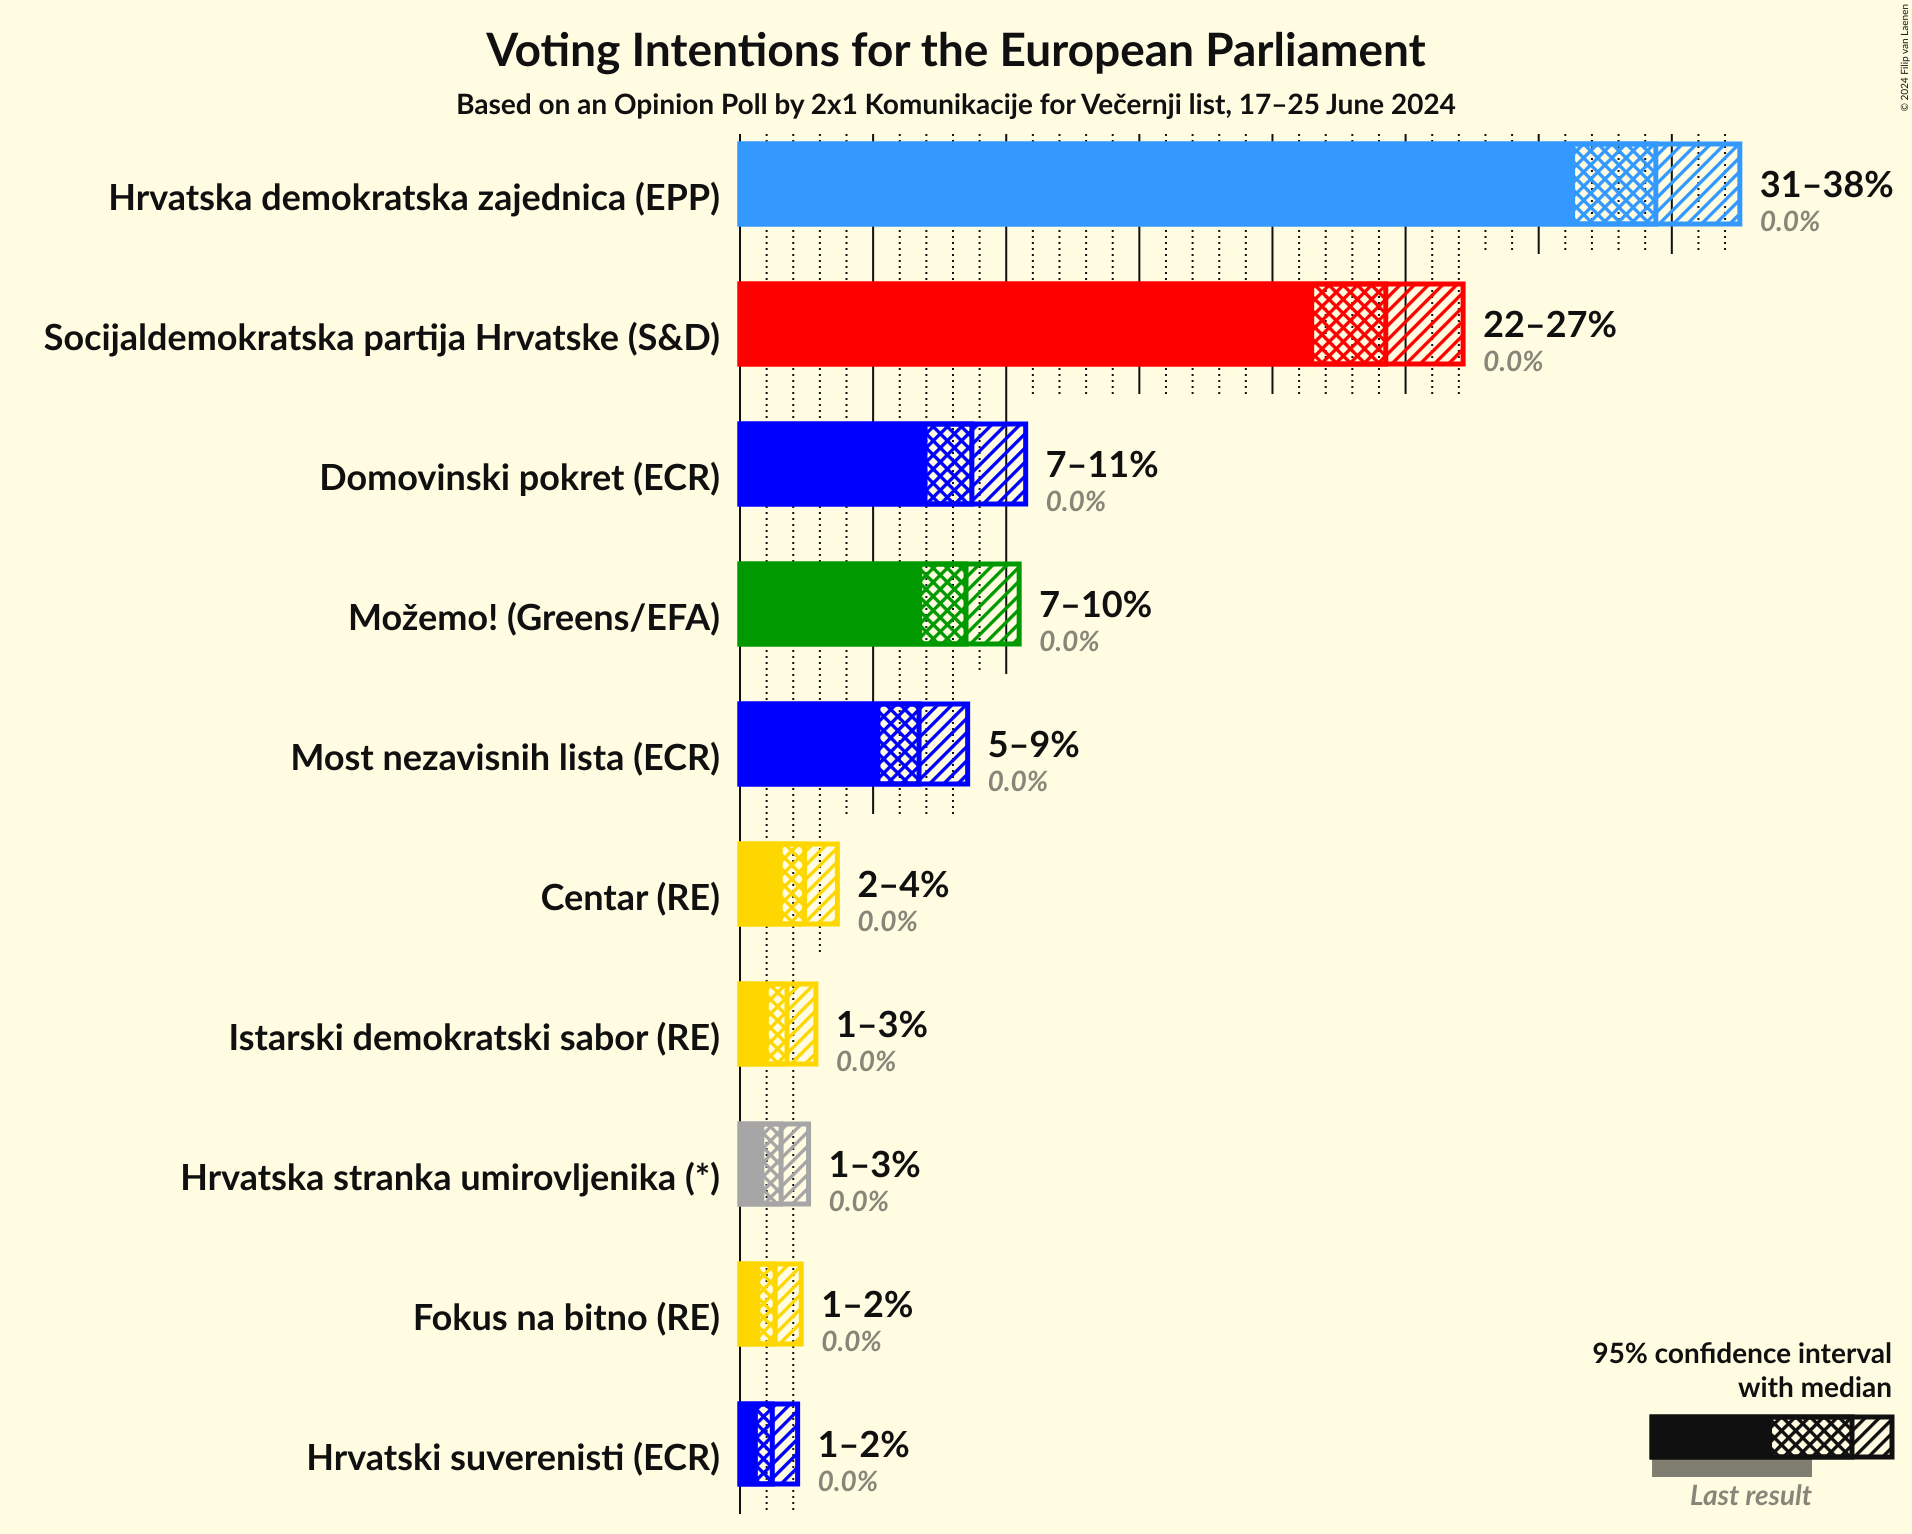 Voting Intentions for the European Parliament
Based on an Opinion Poll by 2x1 Komunikacije for Večernji list, 17–25 June 2024
© 2024 Filip van Laenen
Hrvatska demokratska zajednica (EPP)
31–38%
0.0%
Socijaldemokratska partija Hrvatske (S&D)
22–27%
0.0%
Domovinski pokret (ECR)
7–11%
0.0%
Možemo! (Greens/EFA)
7–10%
0.0%
Most nezavisnih lista (ECR)
5–9%
0.0%
Centar (RE)
2–4%
0.0%
Istarski demokratski sabor (RE)
1–3%
0.0%
Hrvatska stranka umirovljenika (*)
1–3%
0.0%
Fokus na bitno (RE)
1–2%
0.0%
Hrvatski suverenisti (ECR)
1–2%
0.0%
95% confidence interval
with median
Last result